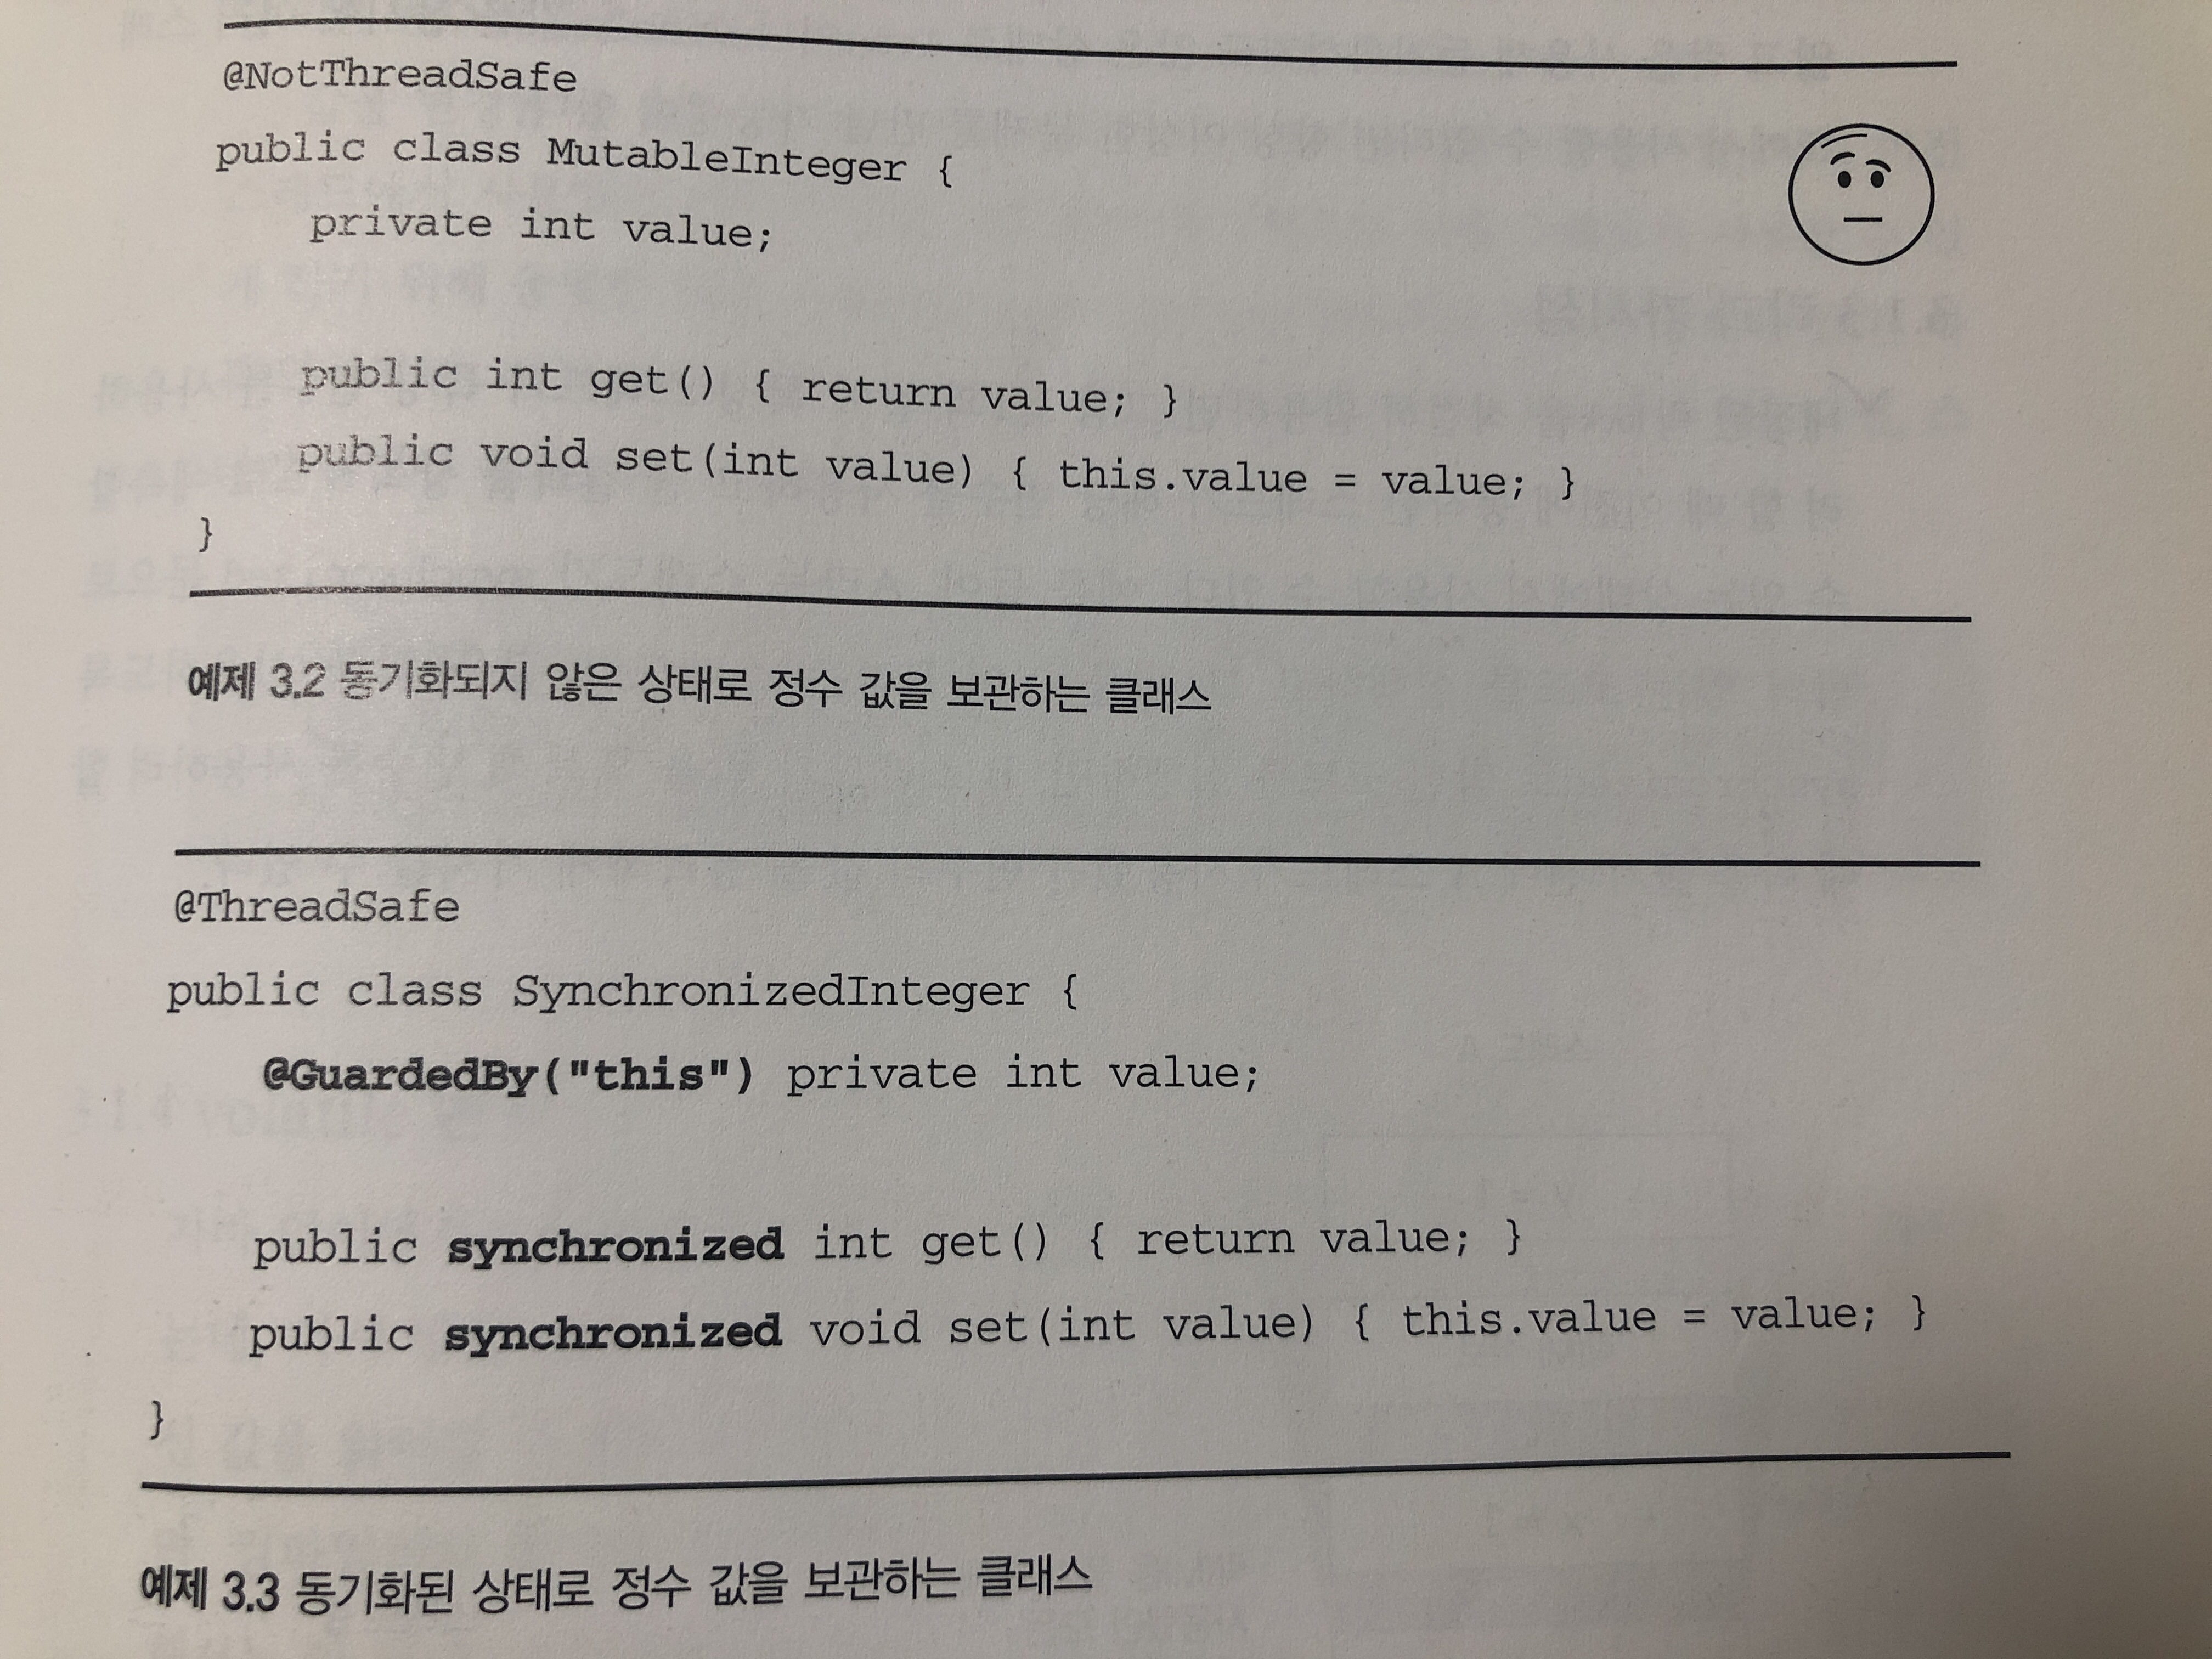 @NotThreadSafe
public class MutableInteger {
private int value;
public int get() { return value; }
public void set(int value) { this.value = value; }
}
예제 3.2 동기화되지 않은 상태로 정수 값을 보관하는 클래스
@ThreadSafe
public class SynchronizedInteger {
@GuardedBy("this") private int value;
public synchronized int get() { return value; }
public synchronized void set(int value) { this.value = value; }
}
예제 3.3 동기화된 상태로 정수 값을 보관하는 클래스